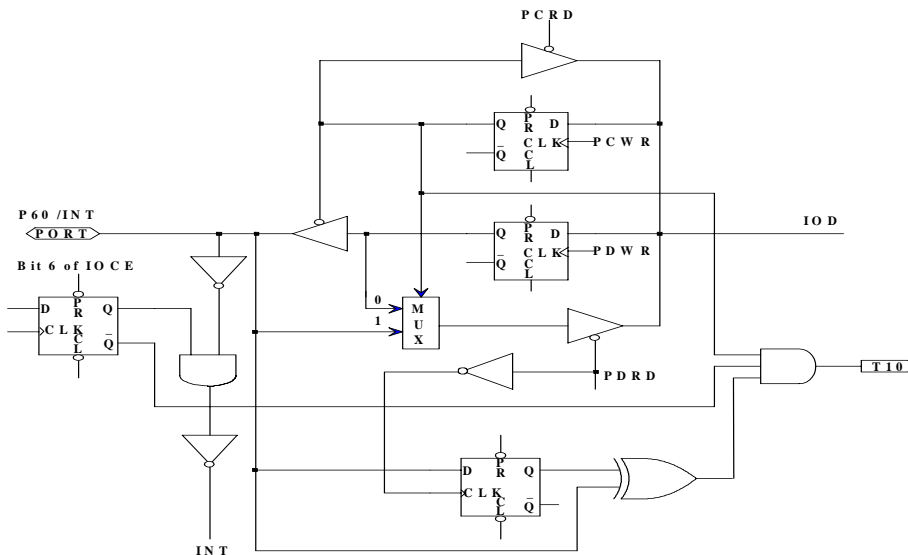 PCRD
Q PR D
CLK PCWR
Q CL
P60 /INT
PORT
Q PR D
IOD
CLK PDWR
Q CL
Bit 6 of IOCE
0
1
MUX
D PR Q
CLK
CL Q
PDRD
T10
D PR Q
CLK
CL Q
INT